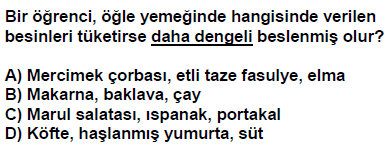 Bir öğrenci, öğle yemeğinde hangisinde verilen
besinleri tüketirse daha dengeli beslenmiş olur?
A) Mercimek çorbası, etli taze fasulye, elma
B) Makarna, baklava, çay
C) Marul salatası, ıspanak, portakal
D) Köfte, haşlanmış yumurta, süt